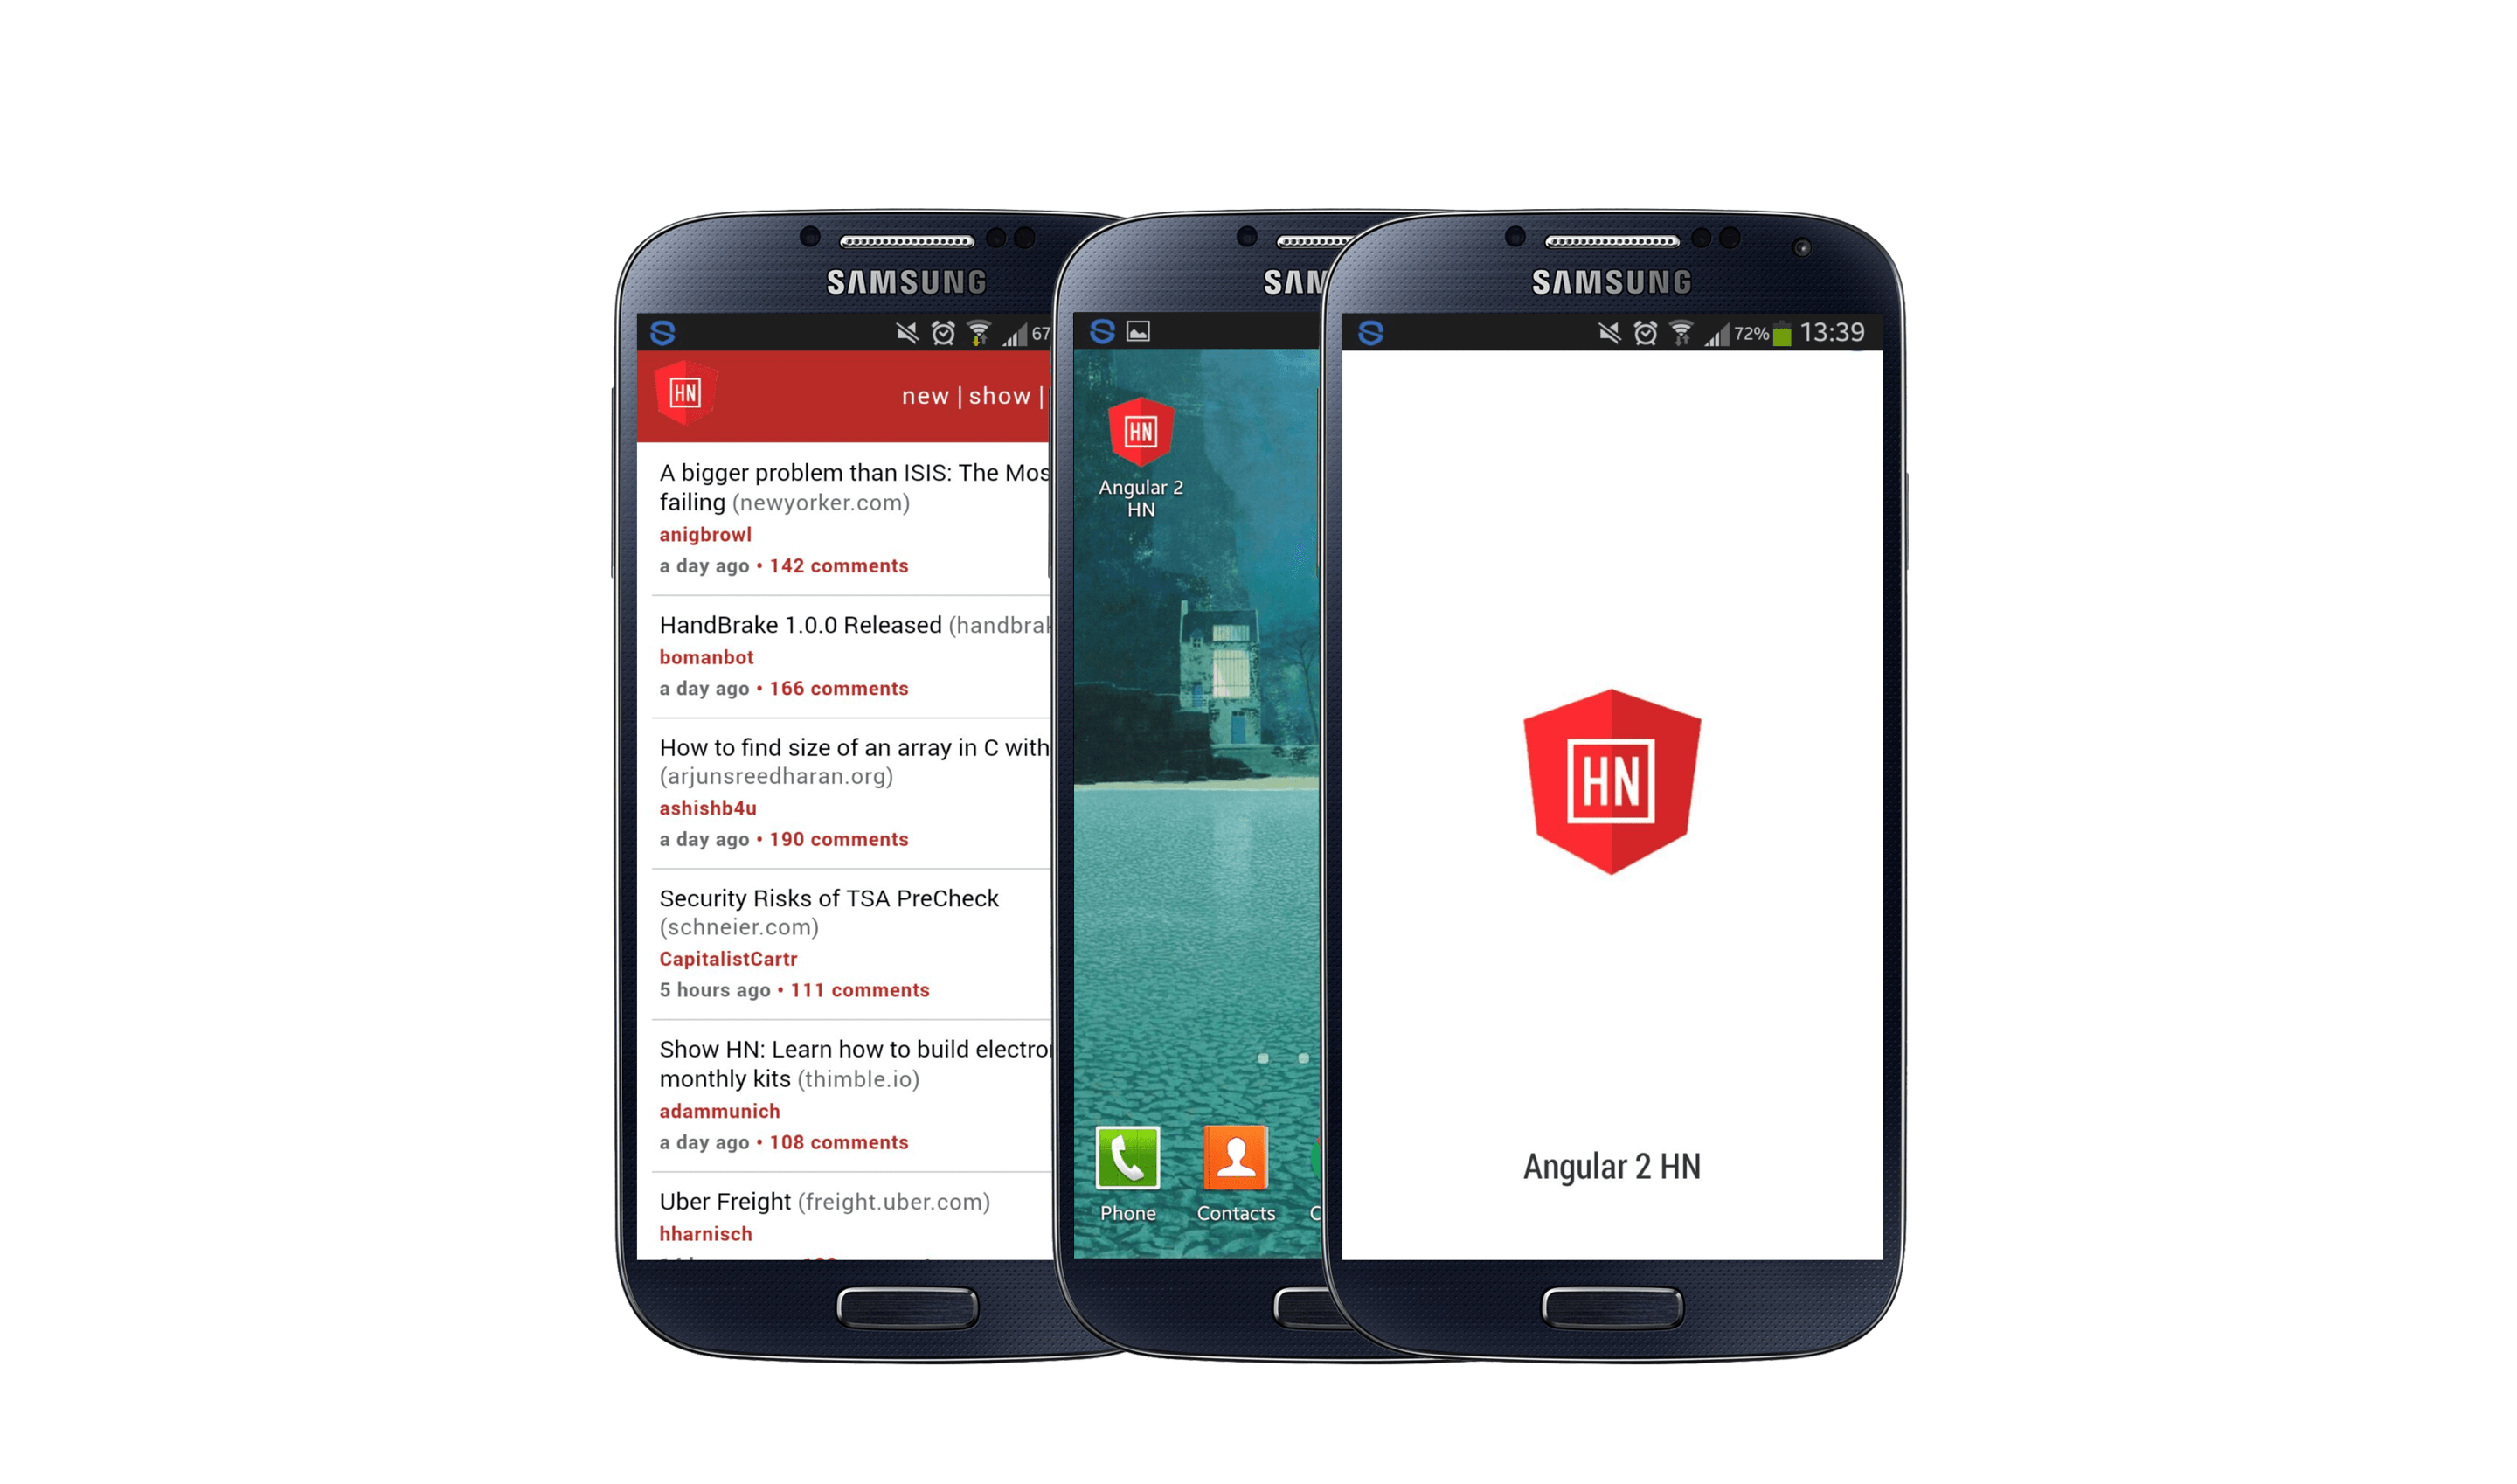 SAMSUNG
67
HN
new | show |
A bigger problem than ISIS: The Mos
failing (newyorker.com)
anigbrowl
a day ago • 142 comments
HandBrake 1.0.0 Released (handbrak
bomanbot
a day ago • 166 comments
How to find size of an array in C with
(arjunsreedharan.org)
ashishb4u
a day ago • 190 comments
Security Risks of TSA PreCheck
(schneier.com)
CapitalistCartr
5 hours ago • 111 comments
Show HN: Learn how to build electro
monthly kits (thimble.io)
adammunich
a day ago • 108 comments
Uber Freight (freight.uber.com)
hharnisch
SAM
HN
Angular 2
HN
Phone
Contacts
SAMSUNG
72%
13:39
HN
Angular 2 HN